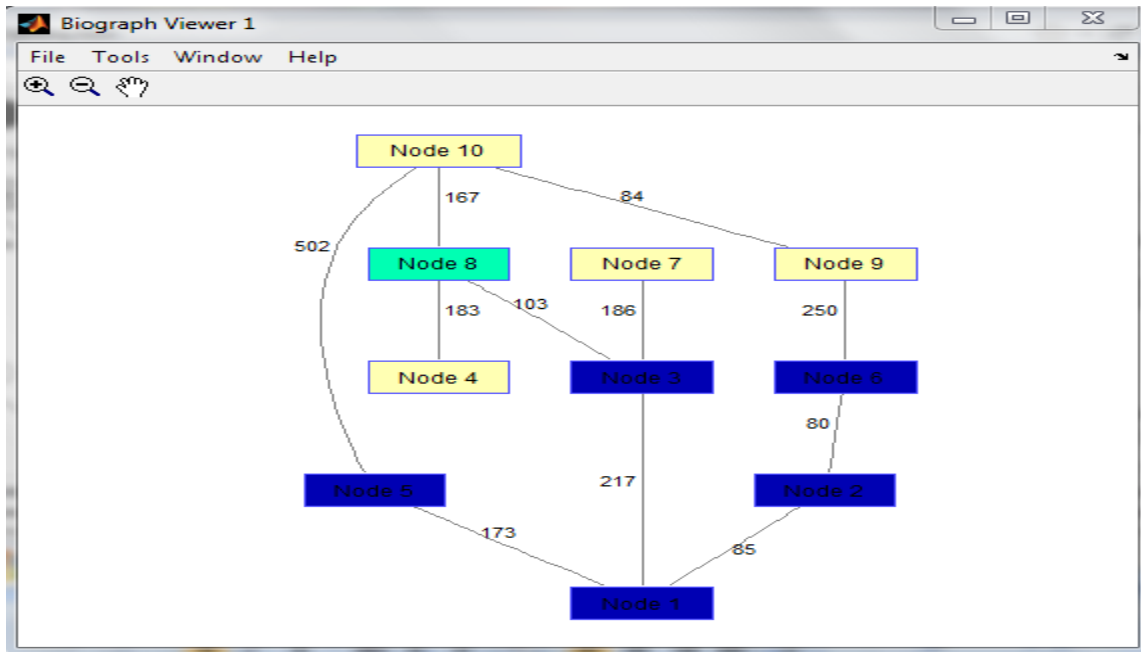 Biograph Viewer 1
File Tools Window Help
Node 10
167
84
502
Node 8
Node 7
Node 9
103
183
186
250
Node 4
Node 3
Node 6
80
217
Node 5
Node 2
173
85
Node 1